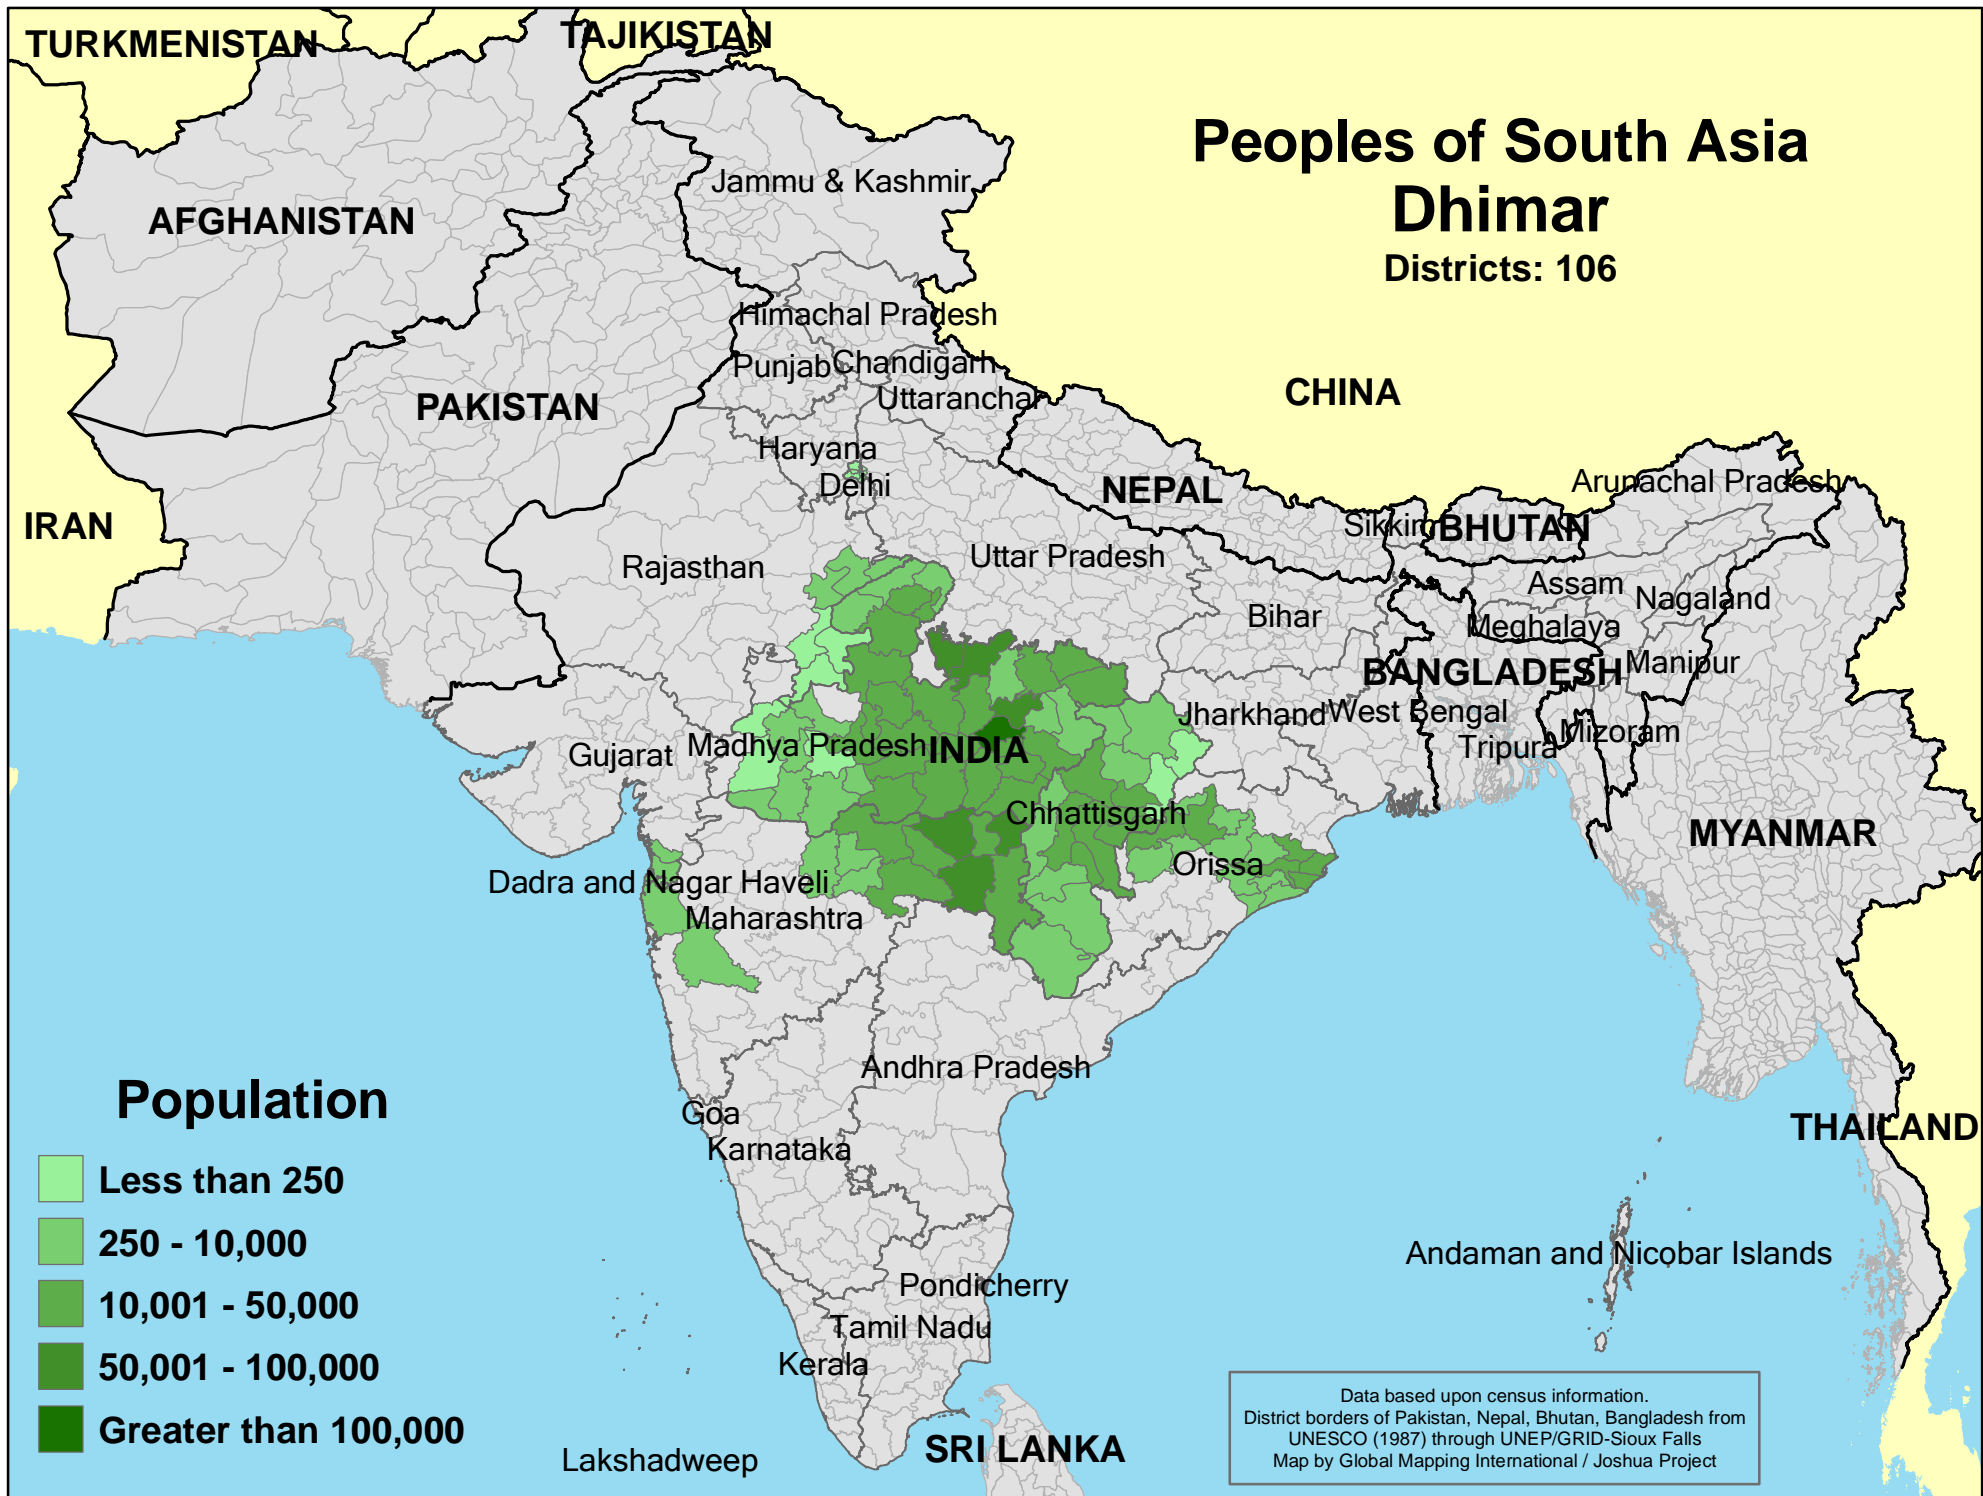 TURKMENISTAN
TAJIKISTAN
Peoples of South Asia
Dhimar
Districts: 106
Jammu & Kashmir
AFGHANISTAN
Himachal Pradesh
Punjab
Chandigarh
Uttaranchal
CHINA
PAKISTAN
Haryana
Delhi
NEPAL
Arunachal Pradesh
IRAN
Sikkim
BHUTAN
Rajasthan
Uttar Pradesh
Assam
Nagaland
Bihar
Meghalaya
BANGLADESH
Manipur
Jharkhand
West Bengal
Gujarat
Madhya Pradesh
INDIA
Tripura
Mizoram
Chhattisgarh
MYANMAR
Orissa
Dadra and Nagar Haveli
Maharashtra
Andhra Pradesh
Goa
Karnataka
THAILAND
Andaman and Nicobar Islands
Pondicherry
Tamil Nadu
Kerala
Lakshadweep
SRI LANKA
Population
Less than 250
250 - 10,000
10,001 - 50,000
50,001 - 100,000
Greater than 100,000
Data based upon census information.
District borders of Pakistan, Nepal, Bhutan, Bangladesh from
UNESCO (1987) through UNEP/GRID-Sioux Falls
Map by Global Mapping International / Joshua Project